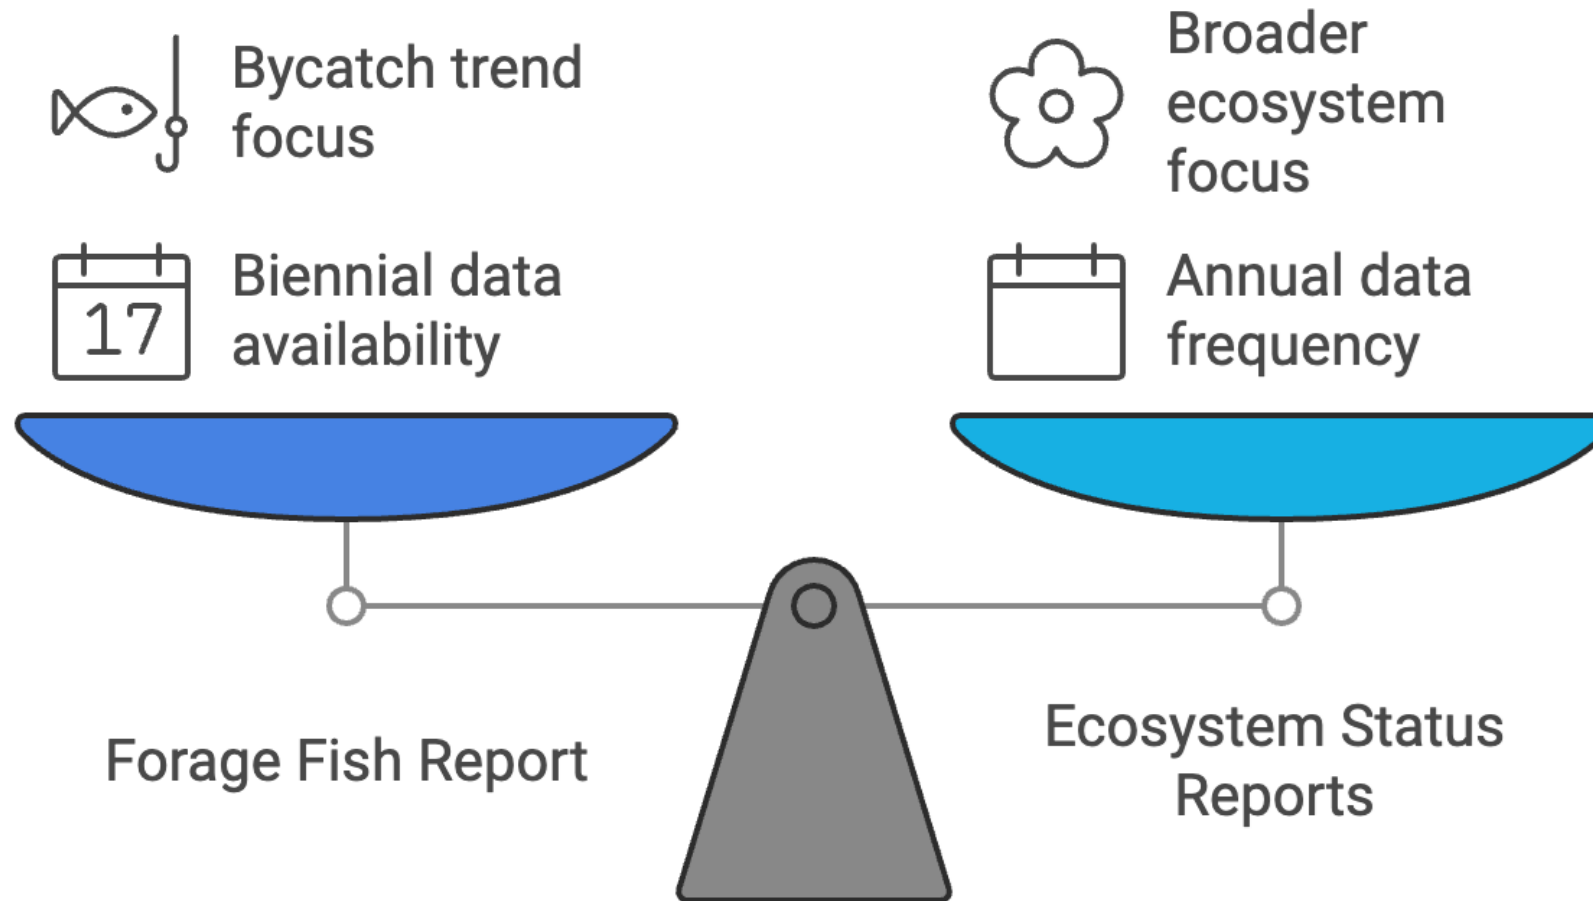 Bycatch trend
focus
Biennial data
availability
17
Broader
ecosystem
focus
Annual data
frequency
Forage Fish Report
Ecosystem Status
Reports